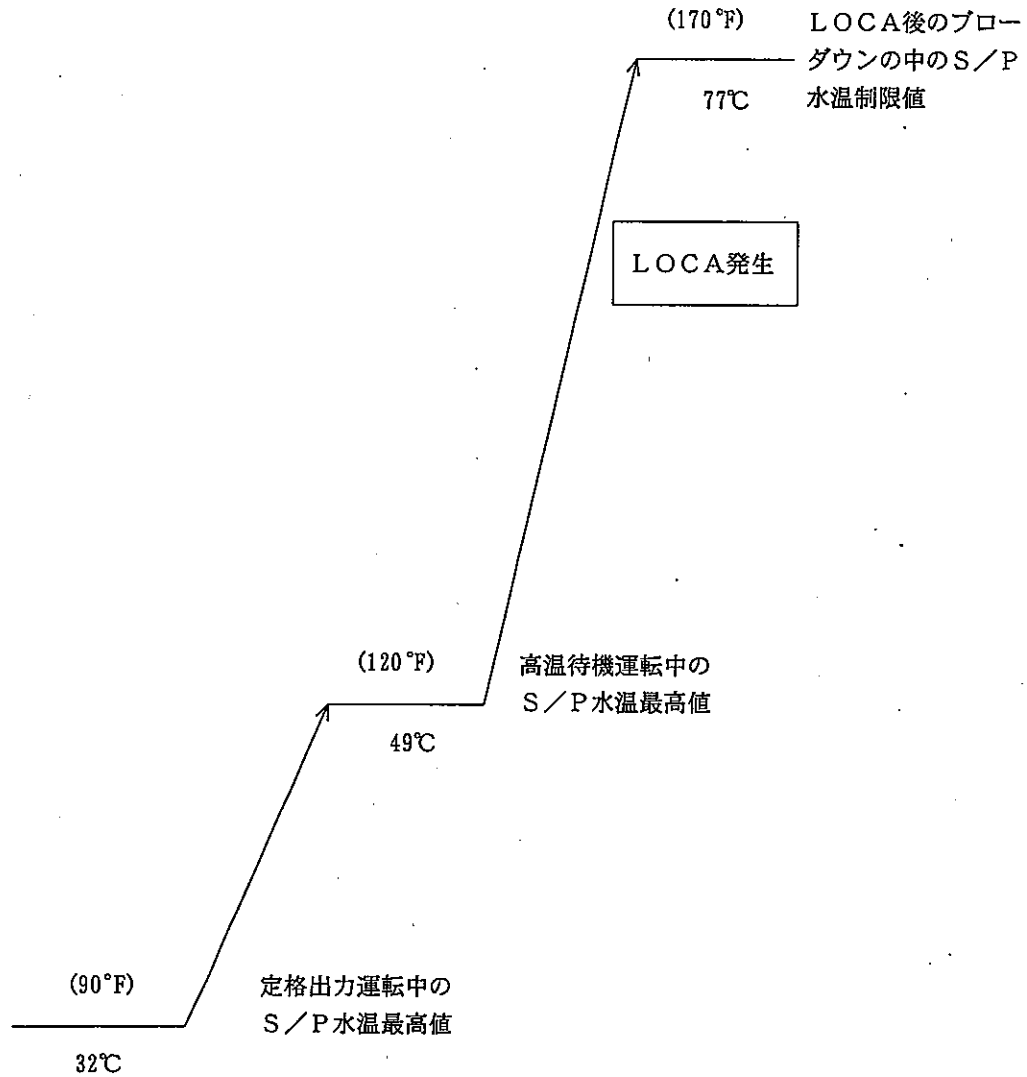 (170°F)
LOCA後のブロー
ダウンの中のS／P
水温制限値
77℃
LOCA発生
(120°F)
高温待機運転中の
S／P水温最高値
49℃
(90°F)
定格出力運転中の
S／P水温最高値
32℃